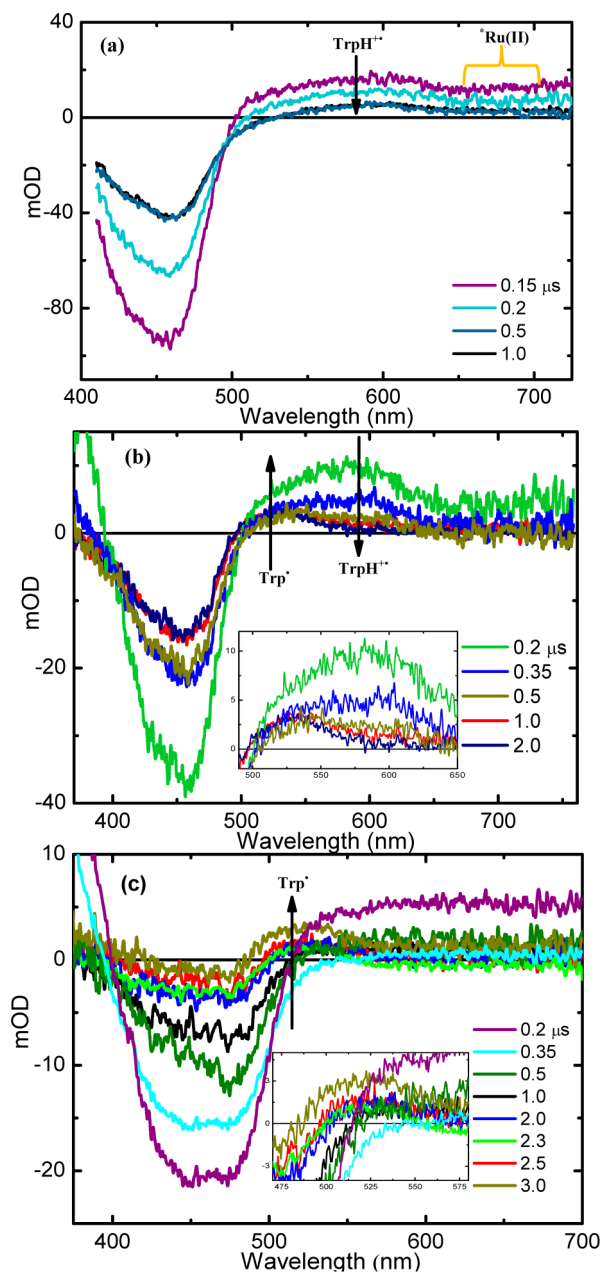 (a)
TrpH+•
*Ru(II)
40
0
-40
-80
mOD
0.15 μs
0.2
0.5
1.0
400 500 600 700
Wavelength (nm)
(b)
10
0
-20
-40
mOD
Trp•
TrpH+•
10
5
0
500 550 600 650
0.2 μs
0.35
0.5
1.0
2.0
400 500 600 700
Wavelength (nm)
(c)
Trp•
10
0
-10
-20
mOD
3
0
-3
475 500 525 550 575
0.2 μs
0.35
0.5
1.0
2.0
2.3
2.5
3.0
400 500 600 700
Wavelength (nm)